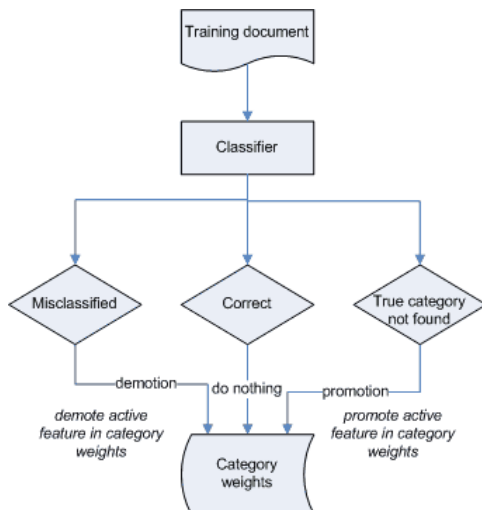 Training document
Classifier
Misclassified
Correct
True category
not found
demotion
do nothing
promotion
demote active
feature in category
weights
promote active
feature in category
weights
Category
weights